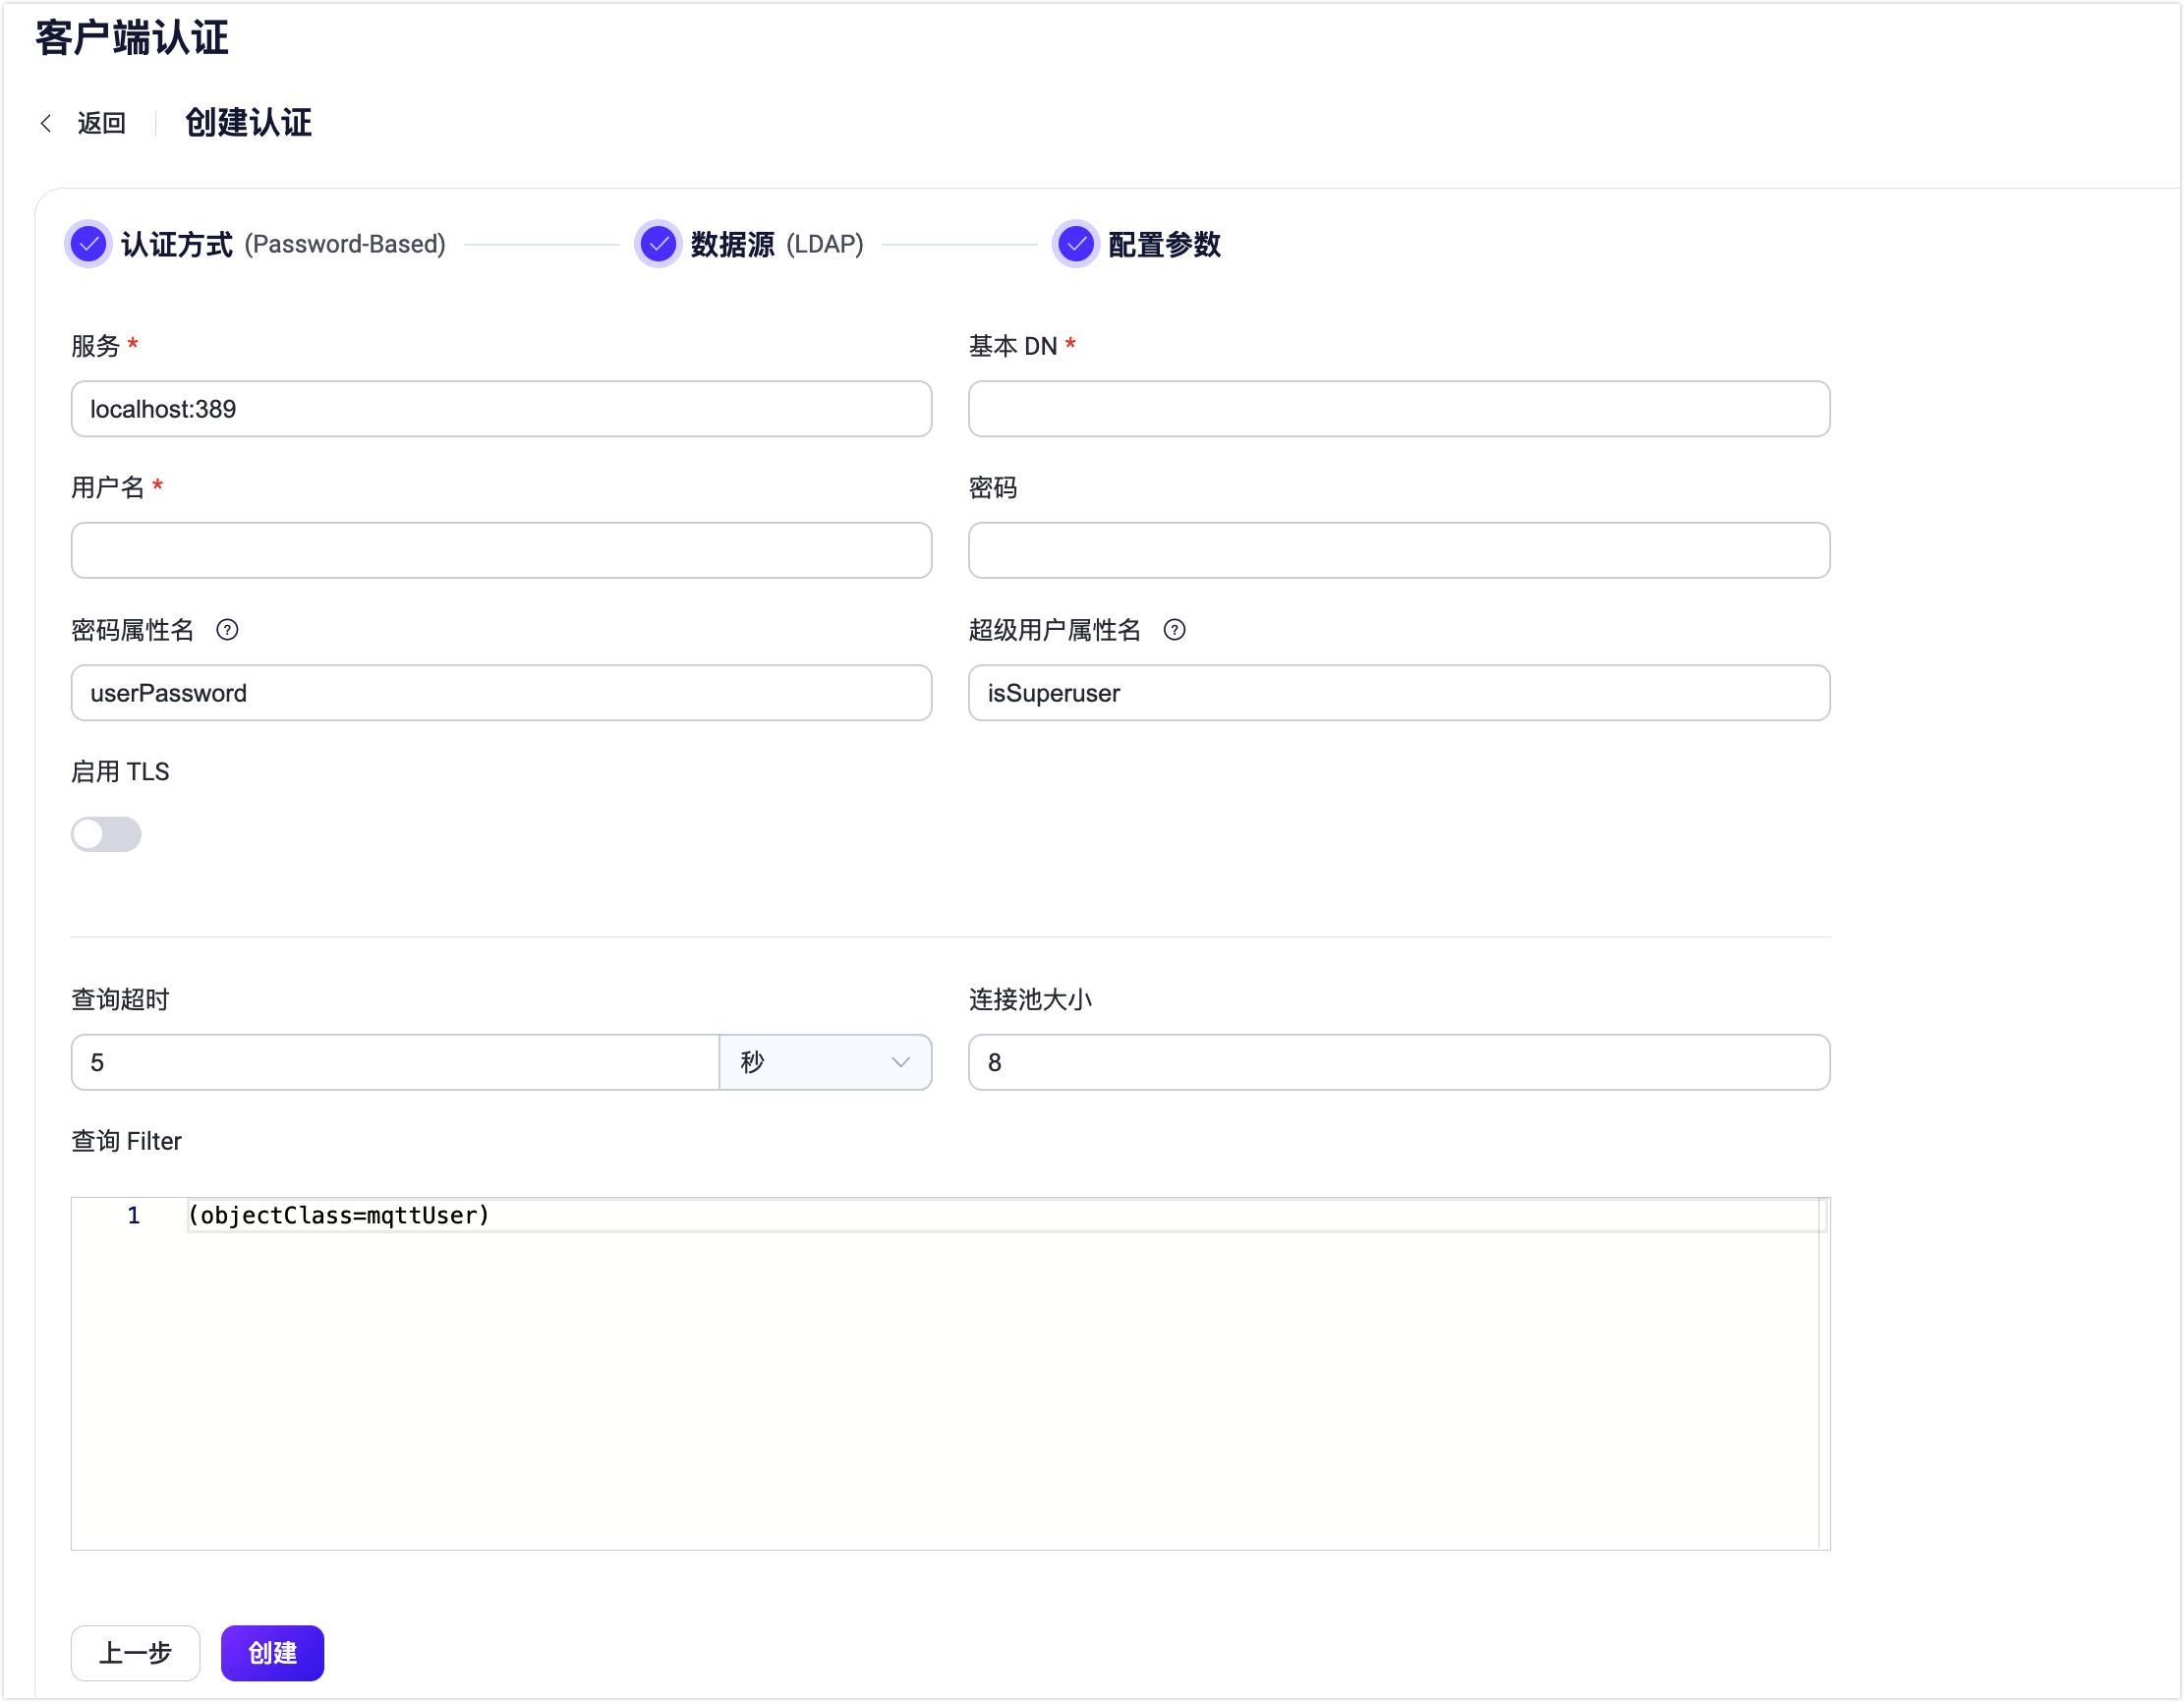 客户端认证
返回 创建认证
认证方式 (Password-Based) 数据源 (LDAP) 配置参数
服务 * 基本 DN *
localhost:389
用户名 * 密码
密码属性名 超级用户属性名
userPassword isSuperuser
启用 TLS
查询超时 连接池大小
5 秒 8
查询 Filter
1 (objectClass=mqttUser)
上一步 创建